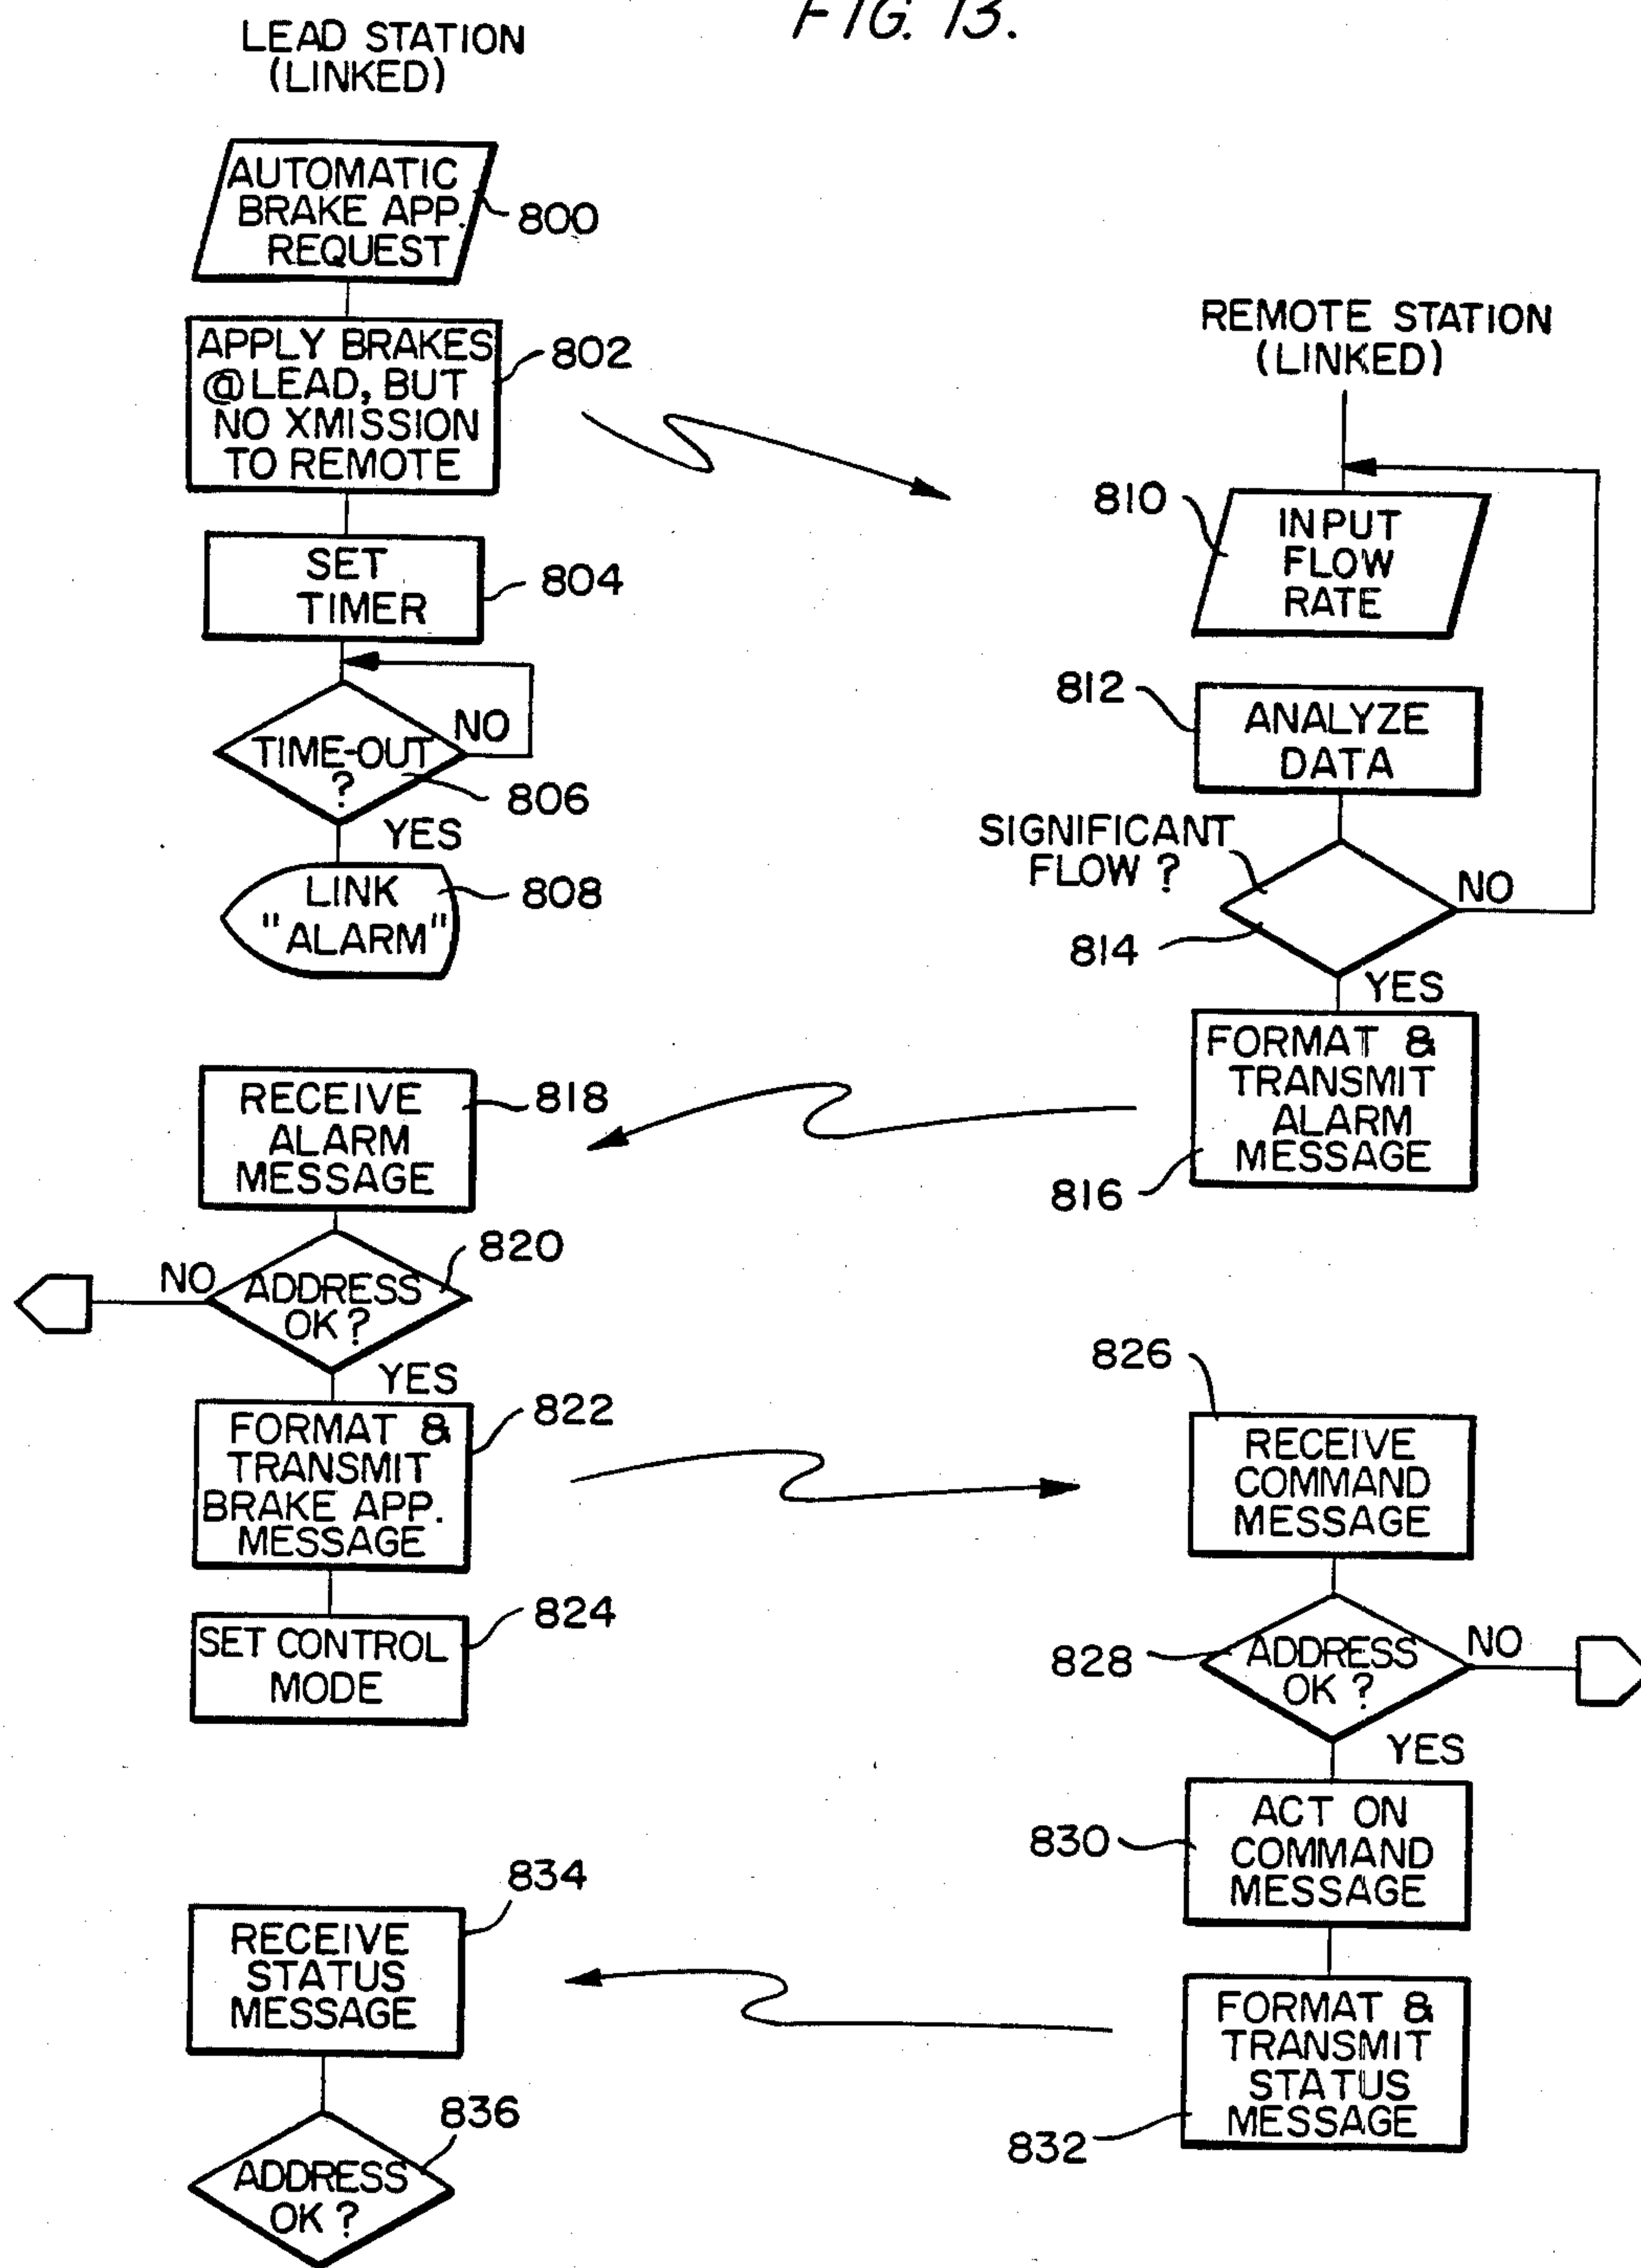 FIG. 13.
LEAD STATION
(LINKED)
AUTOMATIC
BRAKE APP.
REQUEST
800
APPLY BRAKES
@LEAD, BUT
NO XMISSION
TO REMOTE
802
SET
TIMER
804
TIME-OUT
?
NO
806
YES
LINK
"ALARM"
808
REMOTE STATION
(LINKED)
810
INPUT
FLOW
RATE
812
ANALYZE
DATA
SIGNIFICANT
FLOW ?
NO
814
YES
FORMAT &
TRANSMIT
ALARM
MESSAGE
816
RECEIVE
ALARM
MESSAGE
818
820
NO
ADDRESS
OK?
YES
FORMAT &
TRANSMIT
BRAKE APP.
MESSAGE
822
SET CONTROL
MODE
824
826
RECEIVE
COMMAND
MESSAGE
828
ADDRESS
OK?
NO
YES
ACT ON
COMMAND
MESSAGE
830
FORMAT &
TRANSMIT
STATUS
MESSAGE
832
834
RECEIVE
STATUS
MESSAGE
836
ADDRESS
OK?